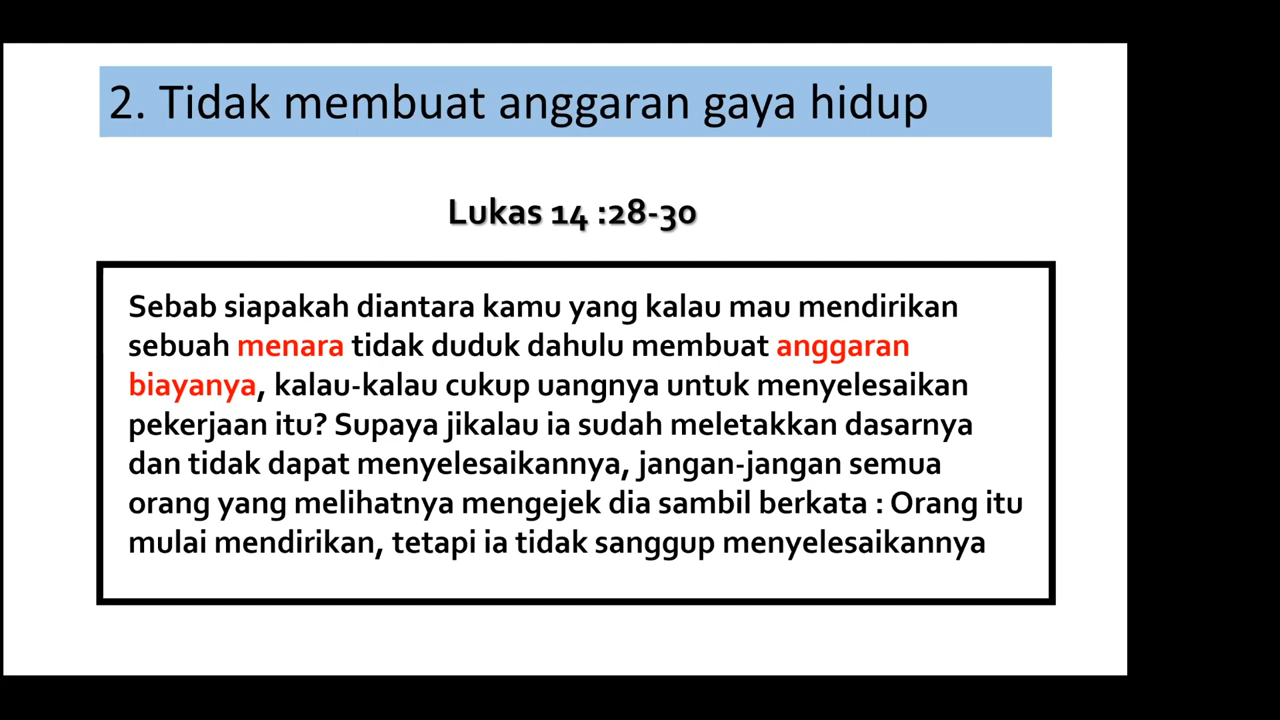 2. Tidak membuat anggaran gaya hidup
Lukas 14 :28-30
Sebab siapakah diantara kamu yang kalau mau mendirikan
sebuah menara tidak duduk dahulu membuat anggaran
biayanya, kalau-kalau cukup uangnya untuk menyelesaikan
pekerjaan itu? Supaya jikalau ia sudah meletakkan dasarnya
dan tidak dapat menyelesaikannya, jangan-jangan semua
orang yang melihatnya mengejek dia sambil berkata : Orang itu
mulai mendirikan, tetapi ia tidak sanggup menyelesaikannya